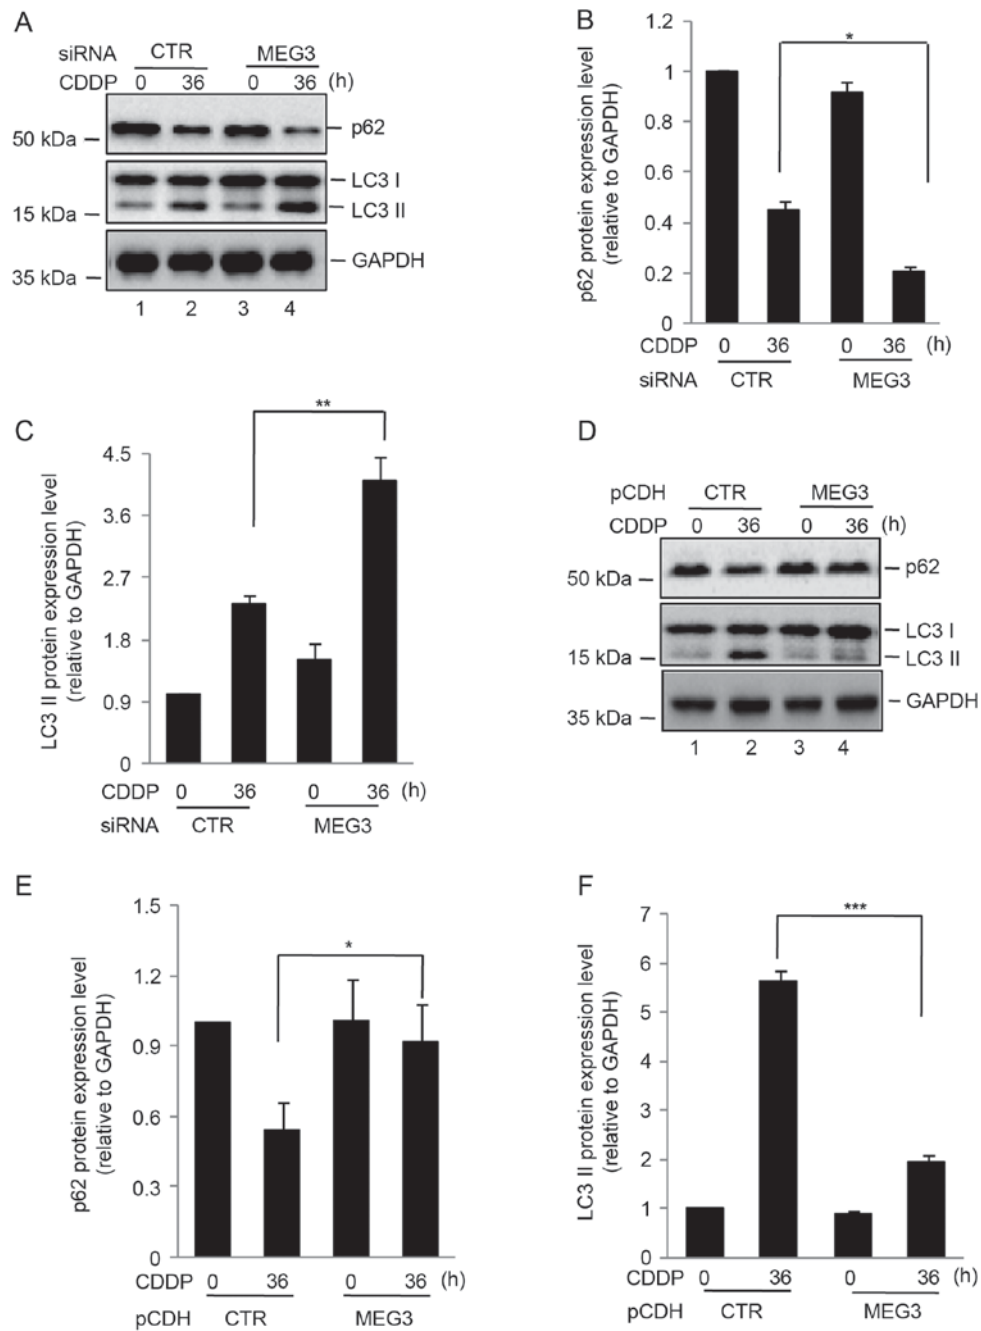 A
siRNA CTR MEG3
CDDP 0 36 0 36 (h)
50 kDa p62
LC3 I
15 kDa LC3 II
35 kDa GAPDH
1 2 3 4
B
p62 protein expression level
(relative to GAPDH)
1.2
1
0.8
0.6
0.4
0.2
0
*
CDDP 0 36 0 36 (h)
siRNA CTR MEG3
C
LC3 II protein expression level
(relative to GAPDH)
4.5
3.6
2.7
1.8
0.9
0
**
CDDP 0 36 0 36 (h)
siRNA CTR MEG3
D
pCDH CTR MEG3
CDDP 0 36 0 36 (h)
50 kDa p62
LC3 I
15 kDa LC3 II
35 kDa GAPDH
1 2 3 4
E
p62 protein expression level
(relative to GAPDH)
1.5
1.2
0.9
0.6
0.3
0
*
CDDP 0 36 0 36 (h)
pCDH CTR MEG3
F
LC3 II protein expression level
(relative to GAPDH)
7
6
5
4
3
2
1
0
***
CDDP 0 36 0 36 (h)
pCDH CTR MEG3